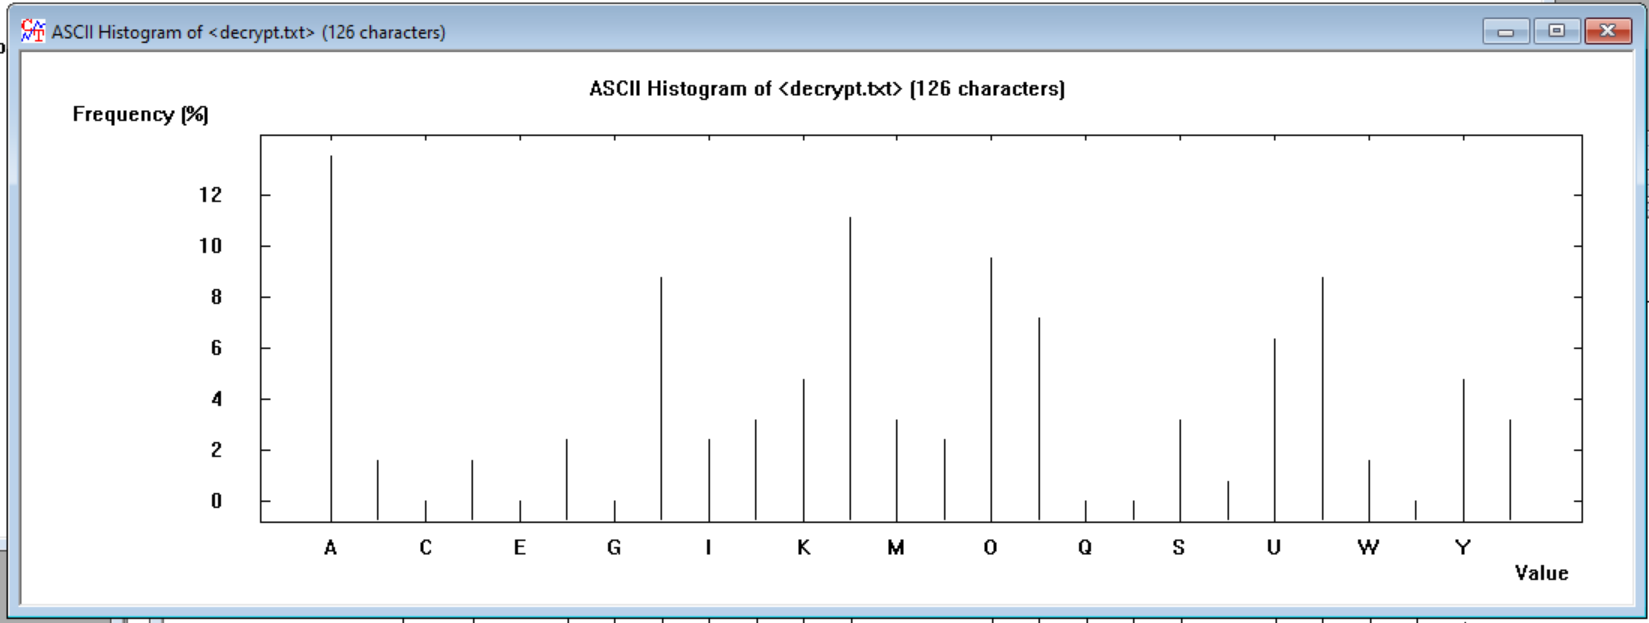 ASCII Histogram of <decrypt.txt> (126 characters)
ASCII Histogram of <decrypt.txt> (126 characters)
Frequency (%)
12
10
8
6
4
2
0
A C E G I K M O Q S U W Y
Value